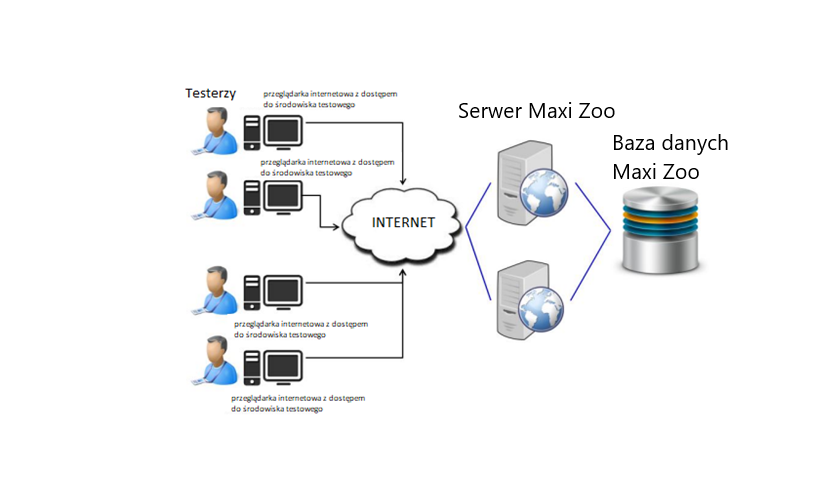 Testerzy
przeglądarka internetowa z dostępem
do środowiska testowego
Serwer Maxi Zoo
Baza danych
Maxi Zoo
przeglądarka internetowa z dostępem
do środowiska testowego
INTERNET
przeglądarka internetowa z dostępem
do środowiska testowego
przeglądarka internetowa z dostępem
do środowiska testowego